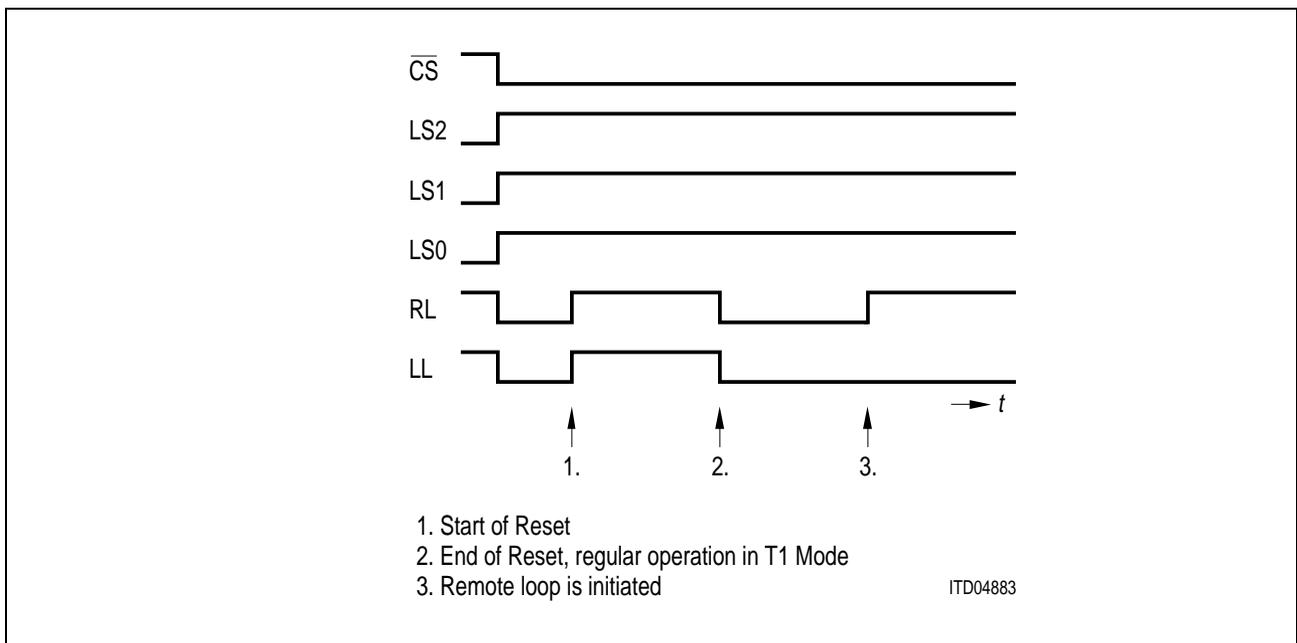 CS
LS2
LS1
LS0
RL
LL
t
1. 2. 3.
1. Start of Reset
2. End of Reset, regular operation in T1 Mode
3. Remote loop is initiated
ITD04883